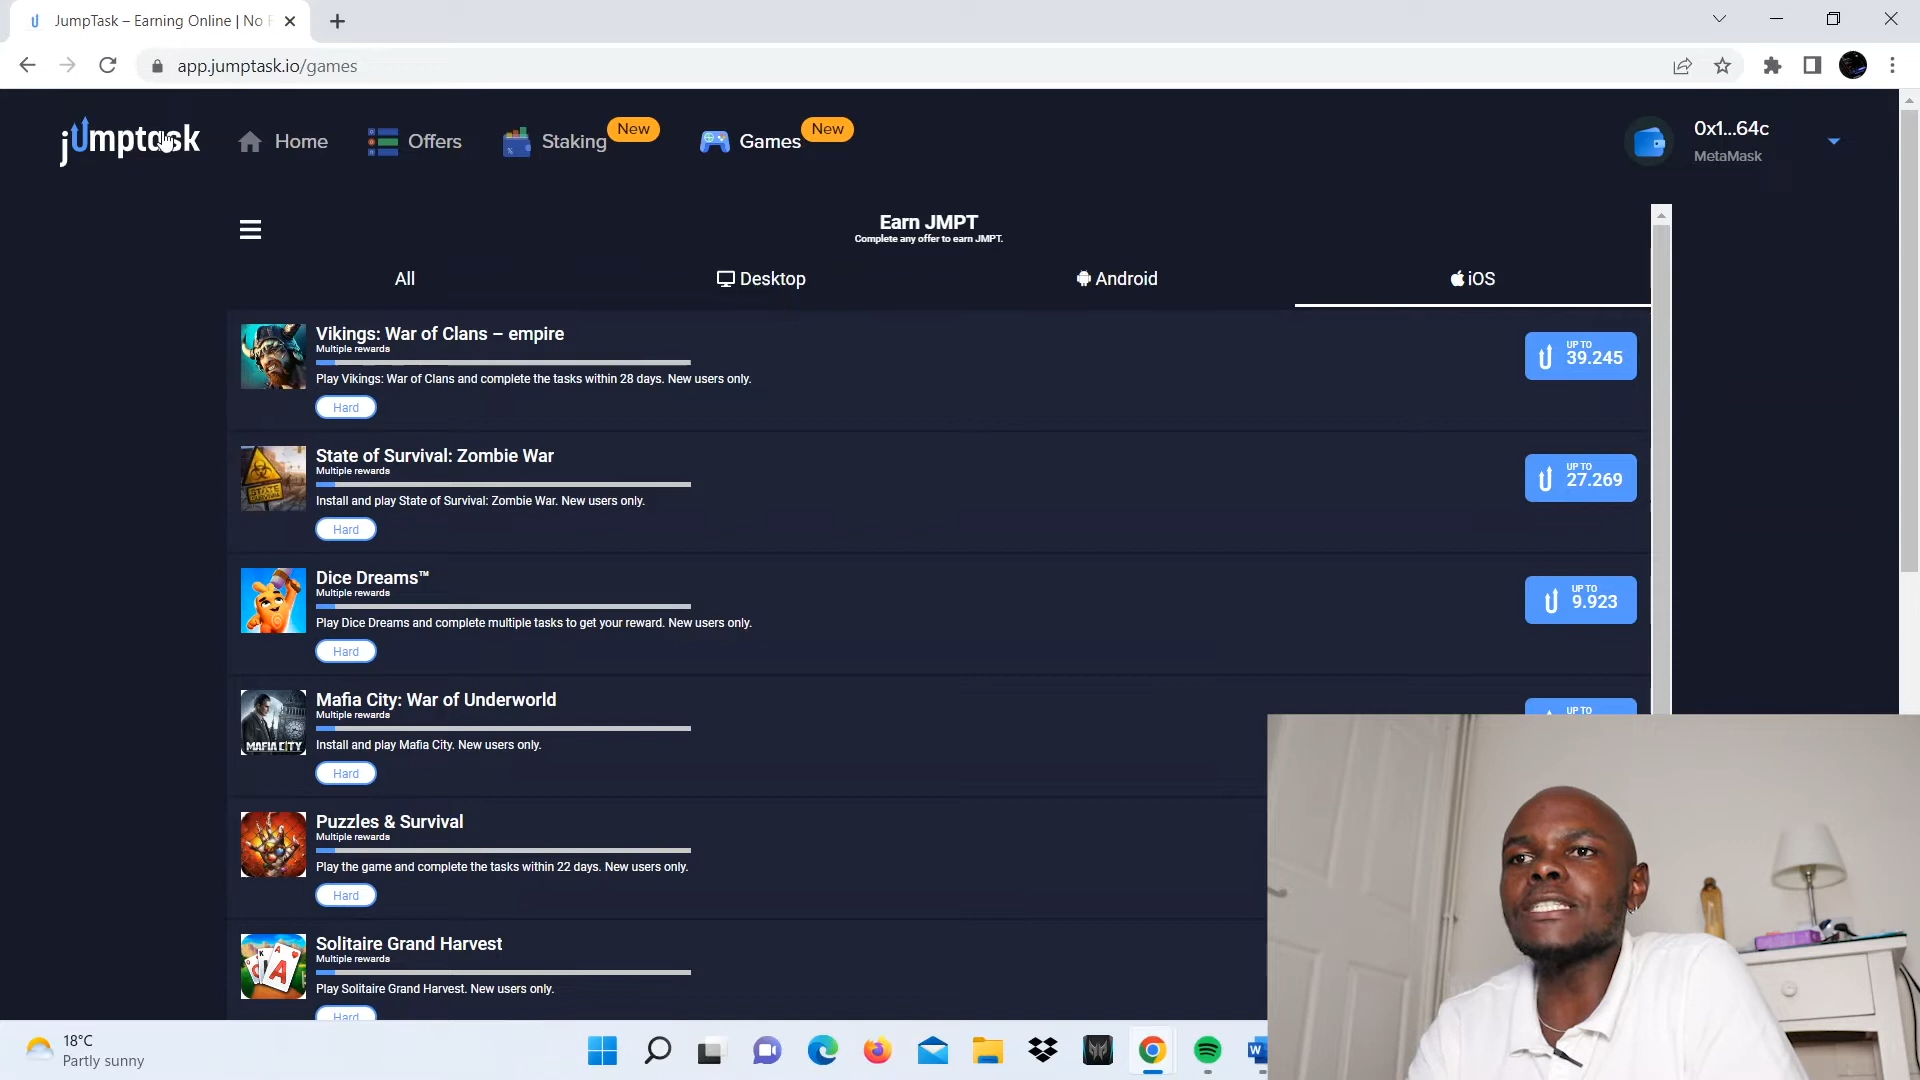 JumpTask – Earning Online | No
app.jumptask.io/games
jumptask
Home
Offers
Staking
New
Games
New
0x1...64c
MetaMask
Earn JMPT
Complete any offer to earn JMPT.
All
Desktop
Android
iOS
Vikings: War of Clans – empire
Multiple rewards
Play Vikings: War of Clans and complete the tasks within 28 days. New users only.
Hard
UP TO
39.245
State of Survival: Zombie War
Multiple rewards
Install and play State of Survival: Zombie War. New users only.
Hard
UP TO
27.269
Dice Dreams™
Multiple rewards
Play Dice Dreams and complete multiple tasks to get your reward. New users only.
Hard
UP TO
9.923
MAFIA CITY
Mafia City: War of Underworld
Multiple rewards
Install and play Mafia City. New users only.
Hard
UP TO
Puzzles & Survival
Multiple rewards
Play the game and complete the tasks within 22 days. New users only.
Hard
Solitaire Grand Harvest
Multiple rewards
Play Solitaire Grand Harvest. New users only.
Hard
18°C
Partly sunny